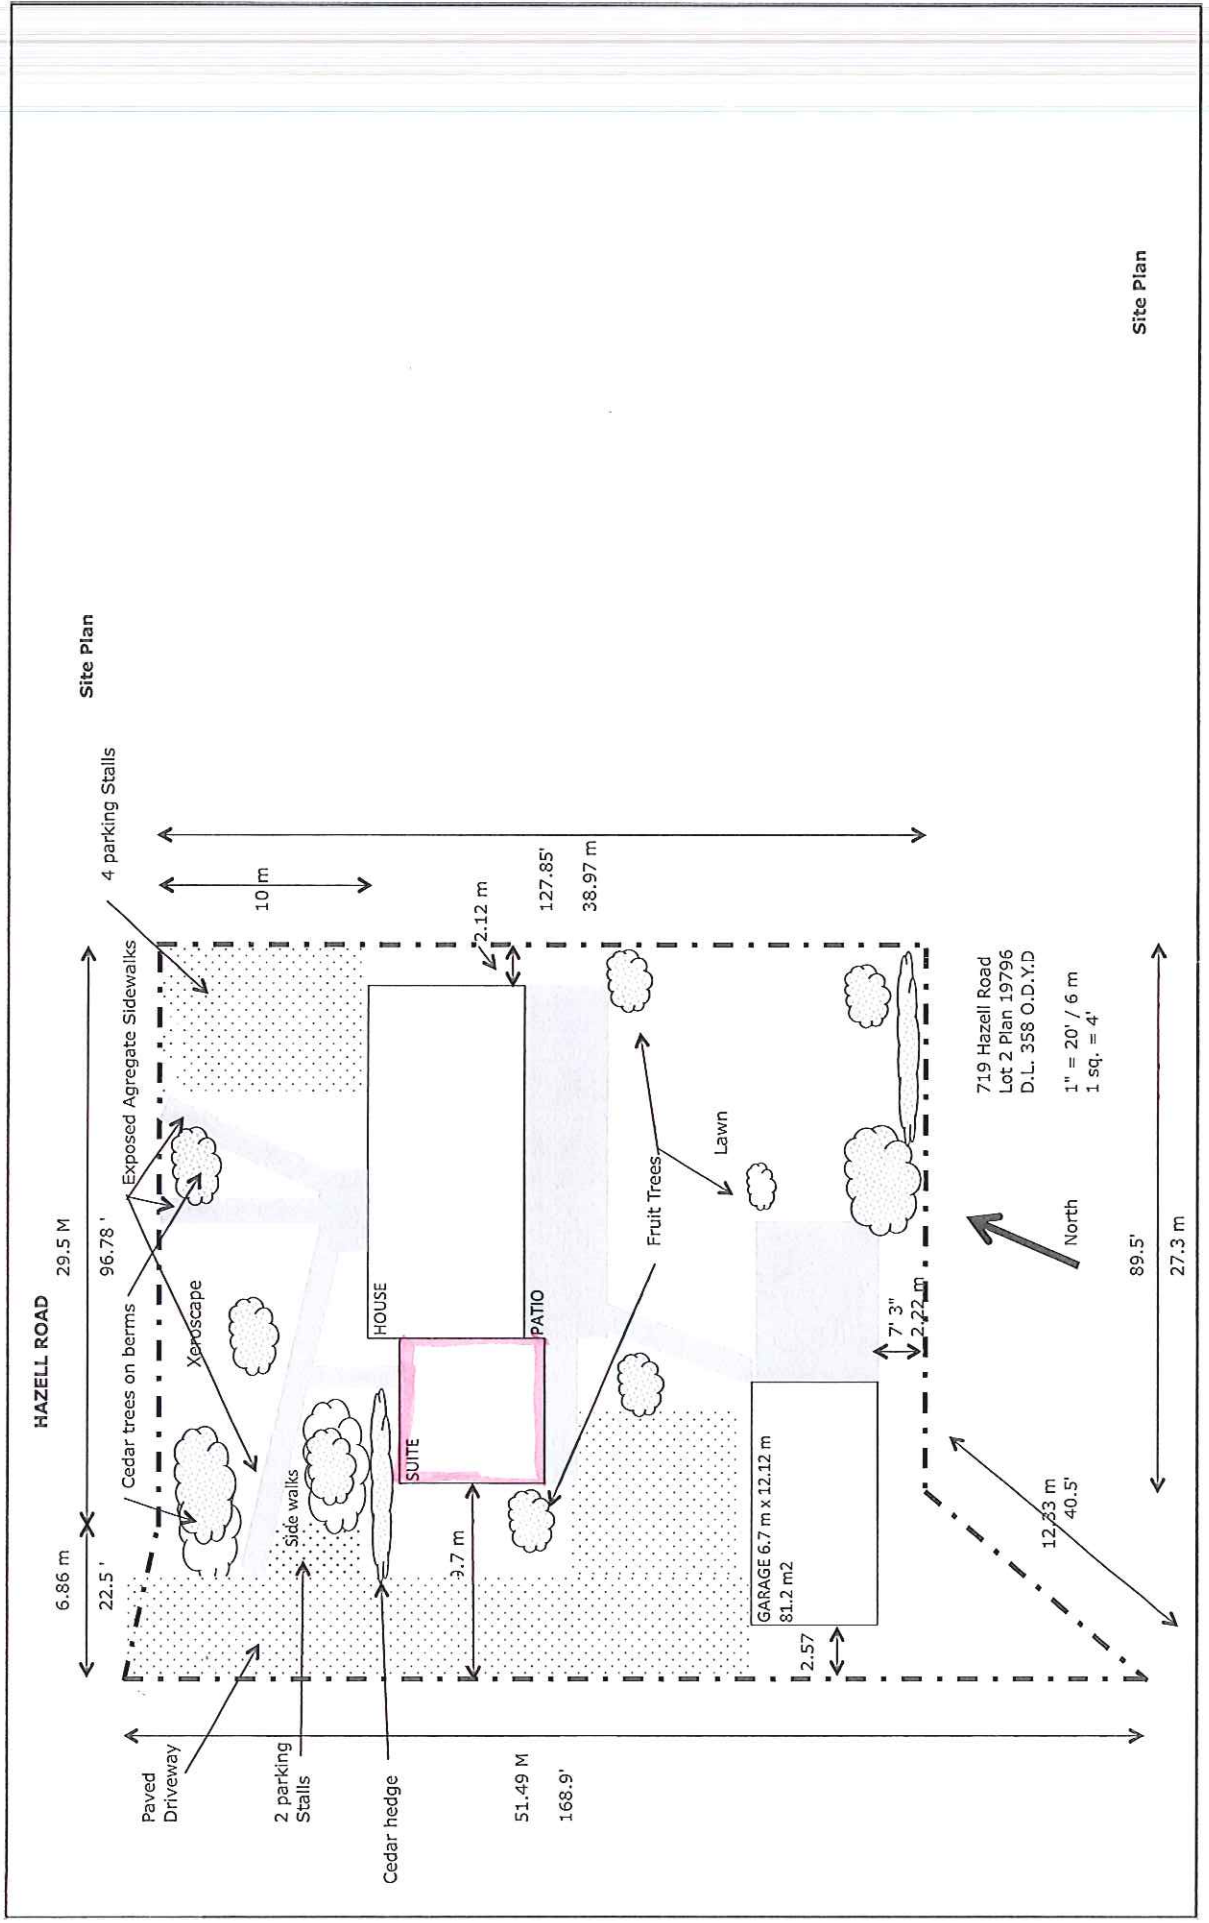 HAZELL ROAD
Site Plan
6.86 m
22.5'
29.5 M
96.78 '
4 parking Stalls
Paved
Driveway
Cedar trees on berms
Exposed Agregate Sidewalks
Xeroscape
10 m
2 parking
Stalls
Side walks
Cedar hedge
HOUSE
SUITE
2.12 m
.7 m
PATIO
127.85'
38.97 m
51.49 M
168.9'
Fruit Trees
Lawn
GARAGE 6.7 m x 12.12 m
81.2 m2
2.57
7' 3"
2.22 m
719 Hazell Road
Lot 2 Plan 19796
D.L. 358 O.D.Y.D
1" = 20' / 6 m
1 sq. = 4'
North
12.33 m
40.5'
89.5'
27.3 m
Site Plan